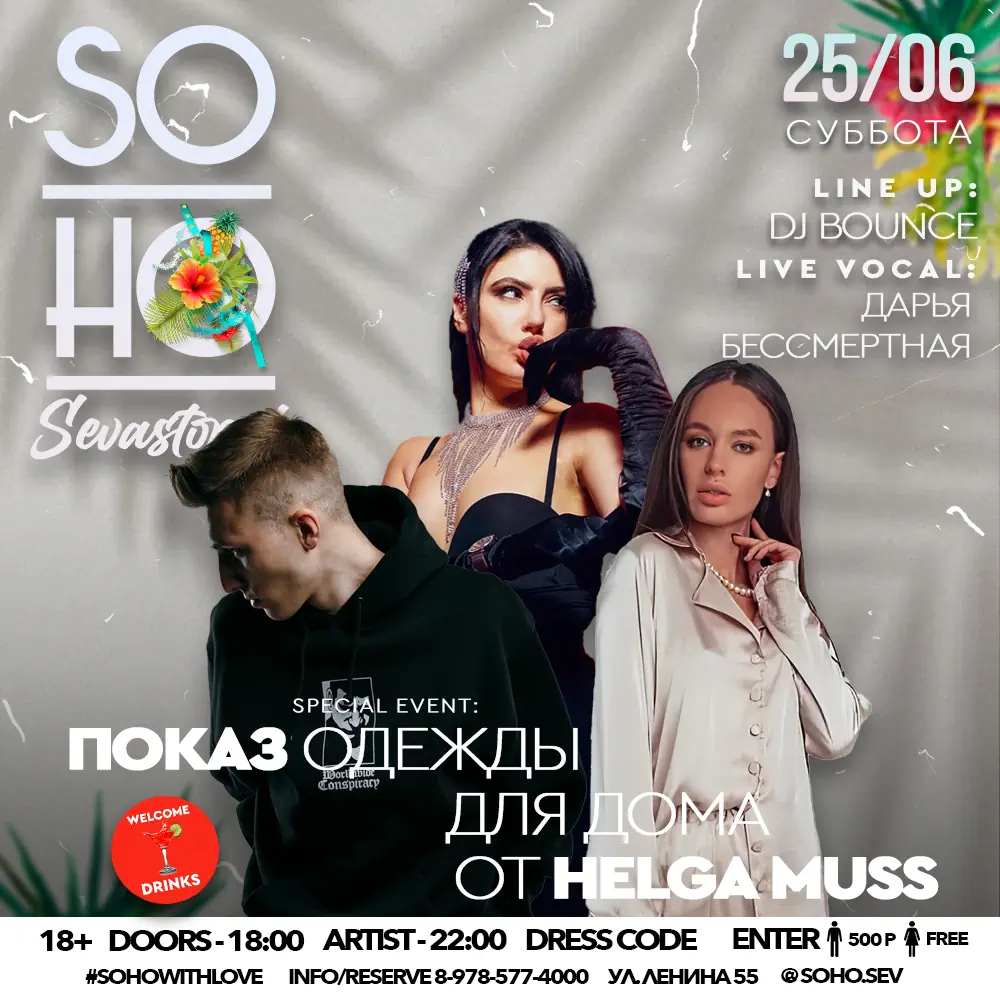 SO
HO
25/06
СУББОТА
LINE UP:
DJ BOUNCE
LIVE VOCAL:
ДАРЬЯ
БЕССМЕРТНАЯ
SPECIAL EVENT:
ПОКАЗ ОДЕЖДЫ
ДЛЯ ДОМА
ОТ HELGA MUSS
Worldwide
Conspiracy
WELCOME
DRINKS
18+ DOORS - 18:00 ARTIST - 22:00 DRESS CODE ENTER 500 P FREE
#SOHOWITHLOVE INFO/RESERVE 8-978-577-4000 УЛ. ЛЕНИНА 55 @SOHO.SEV